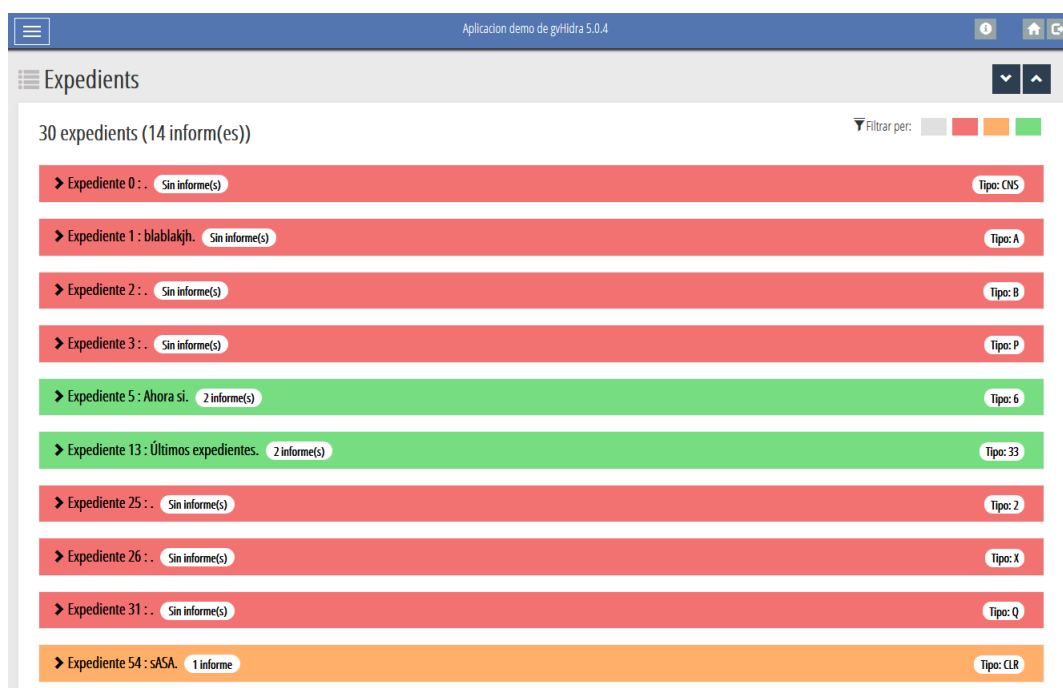 Aplicacion demo de gvHidra 5.0.4
Expedients
30 expedients (14 inform(es))
Filtrar per:
Expediente 0 : . Sin informe(s) Tipo: CNS
Expediente 1 : blablakjh. Sin informe(s) Tipo: A
Expediente 2 : . Sin informe(s) Tipo: B
Expediente 3 : . Sin informe(s) Tipo: P
Expediente 5 : Ahora si. 2 informe(s) Tipo: 6
Expediente 13 : Últimos expedientes. 2 informe(s) Tipo: 33
Expediente 25 : . Sin informe(s) Tipo: 2
Expediente 26 : . Sin informe(s) Tipo: X
Expediente 31 : . Sin informe(s) Tipo: Q
Expediente 54 : sASA. 1 informe Tipo: CLR